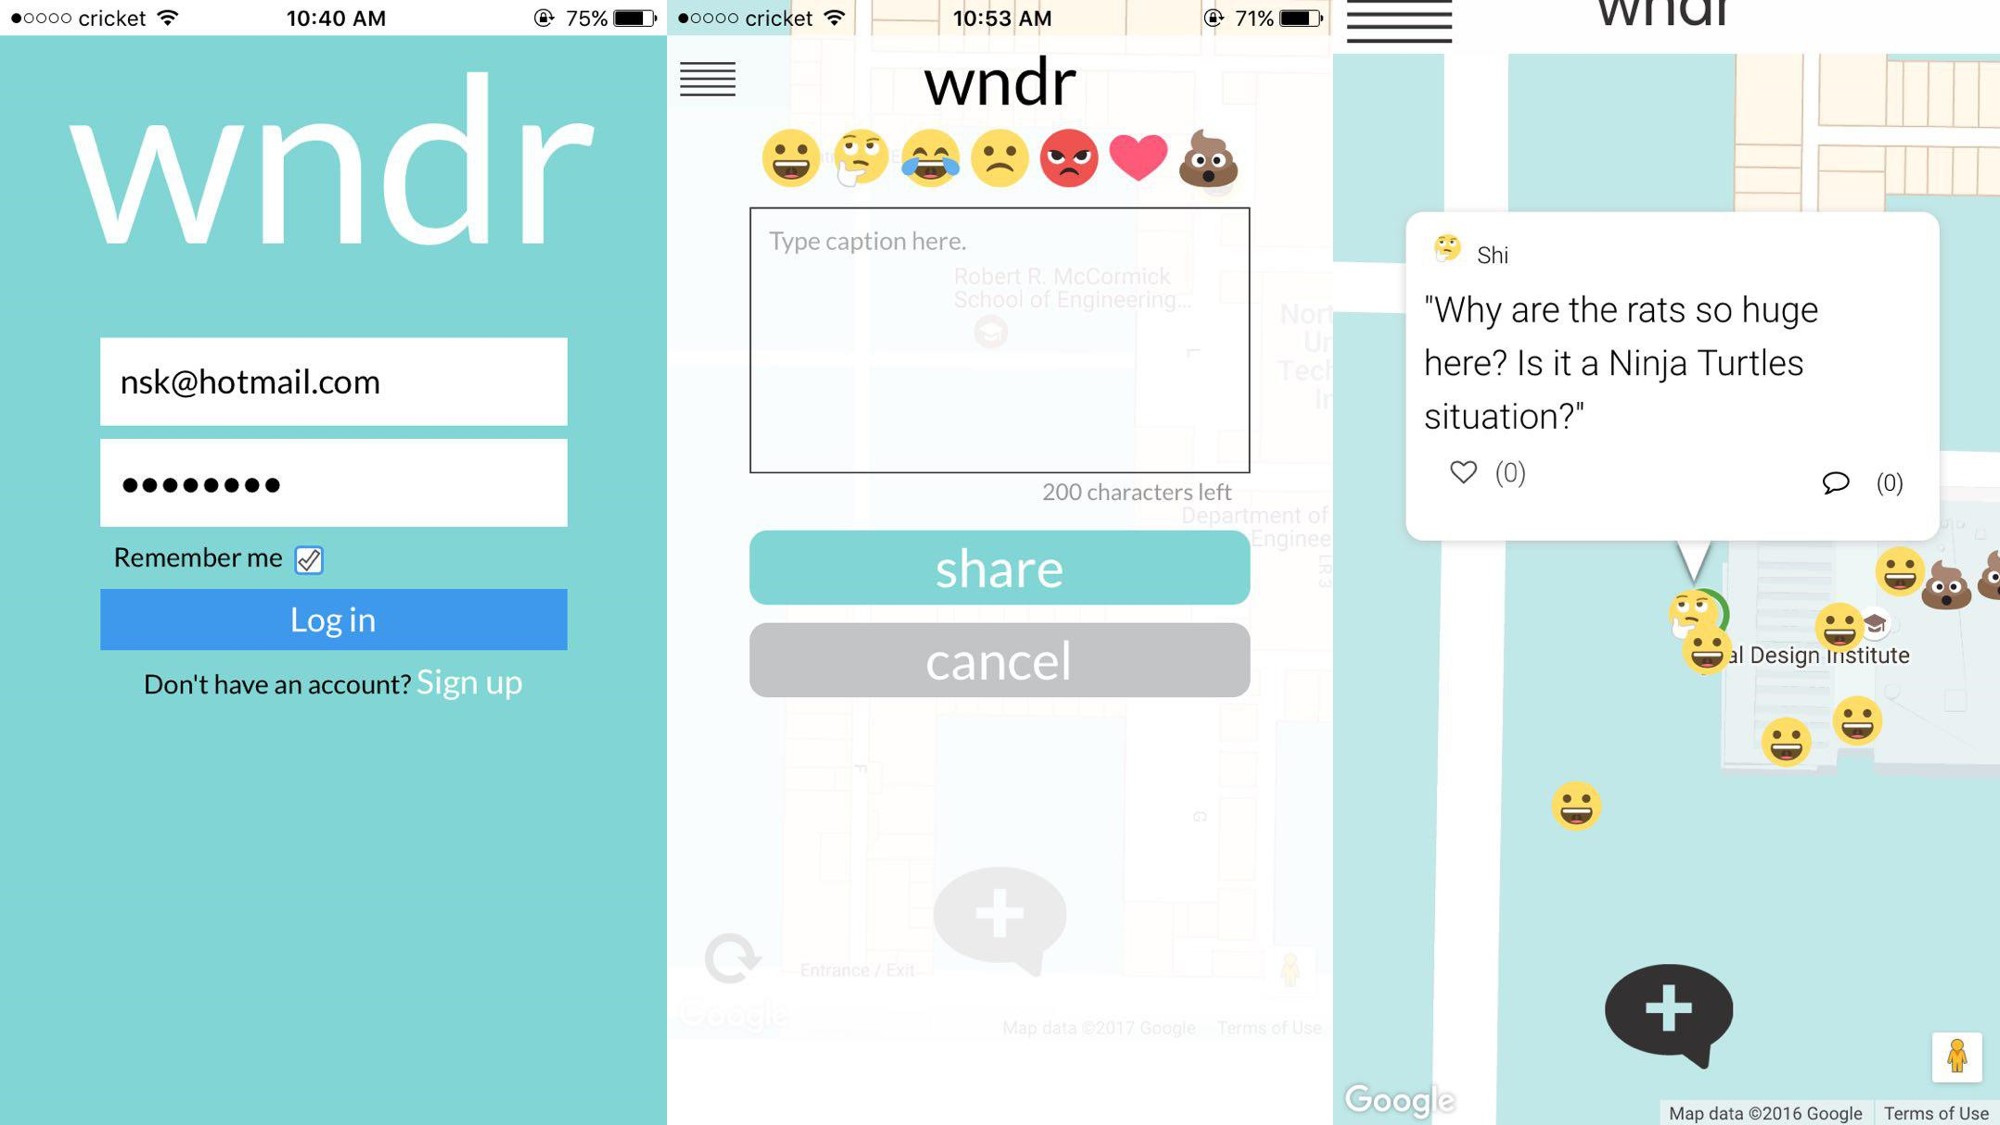 cricket 10:40 AM 75%
wndr
nsk@hotmail.com
Remember me
Log in
Don't have an account? Sign up
cricket 10:53 AM 71%
wndr
Type caption here.
Robert R. McCormick
School of Engineering...
200 characters left
Department of
Enginee
share
cancel
Entrance / Exit
Google
Map data ©2017 Google Terms of Use
wndr
Shi
"Why are the rats so huge
here? Is it a Ninja Turtles
situation?"
(0)
(0)
al Design Institute
Google
Map data ©2016 Google Terms of Use